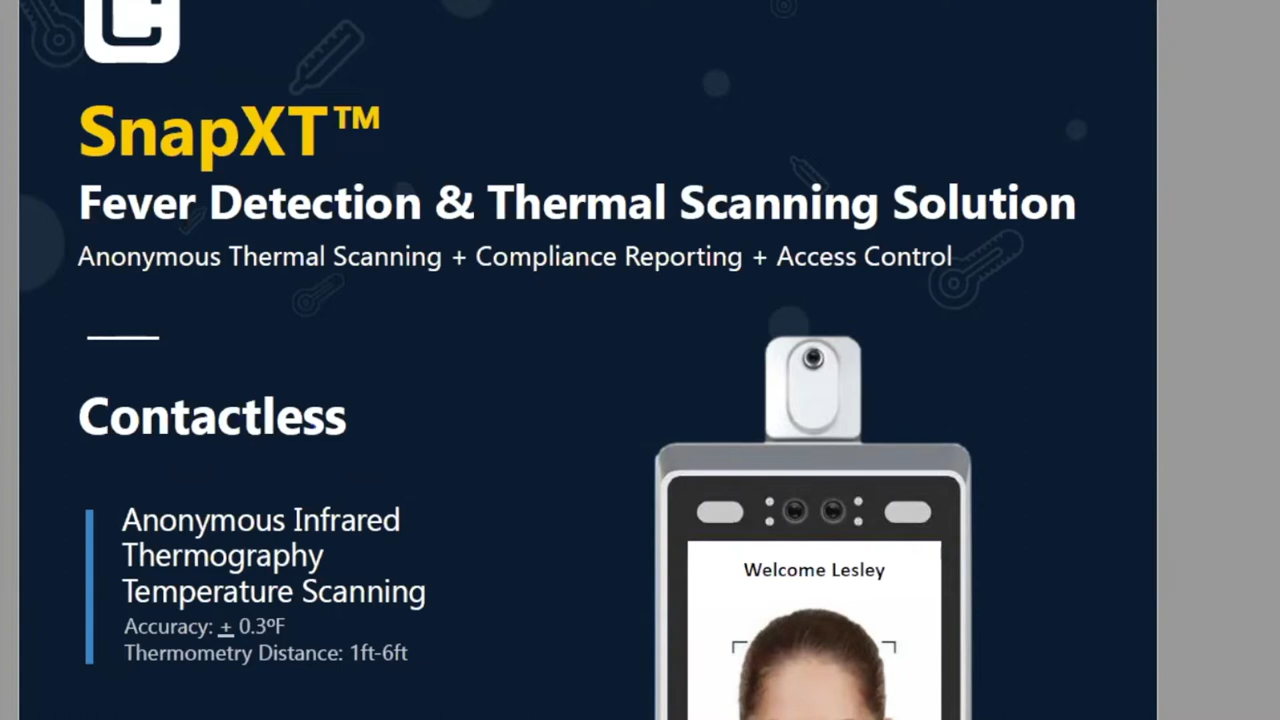 SnapXT™
Fever Detection & Thermal Scanning Solution
Anonymous Thermal Scanning + Compliance Reporting + Access Control
Contactless
Anonymous Infrared
Thermography
Temperature Scanning
Accuracy: ± 0.3ºF
Thermometry Distance: 1ft-6ft
Welcome Lesley